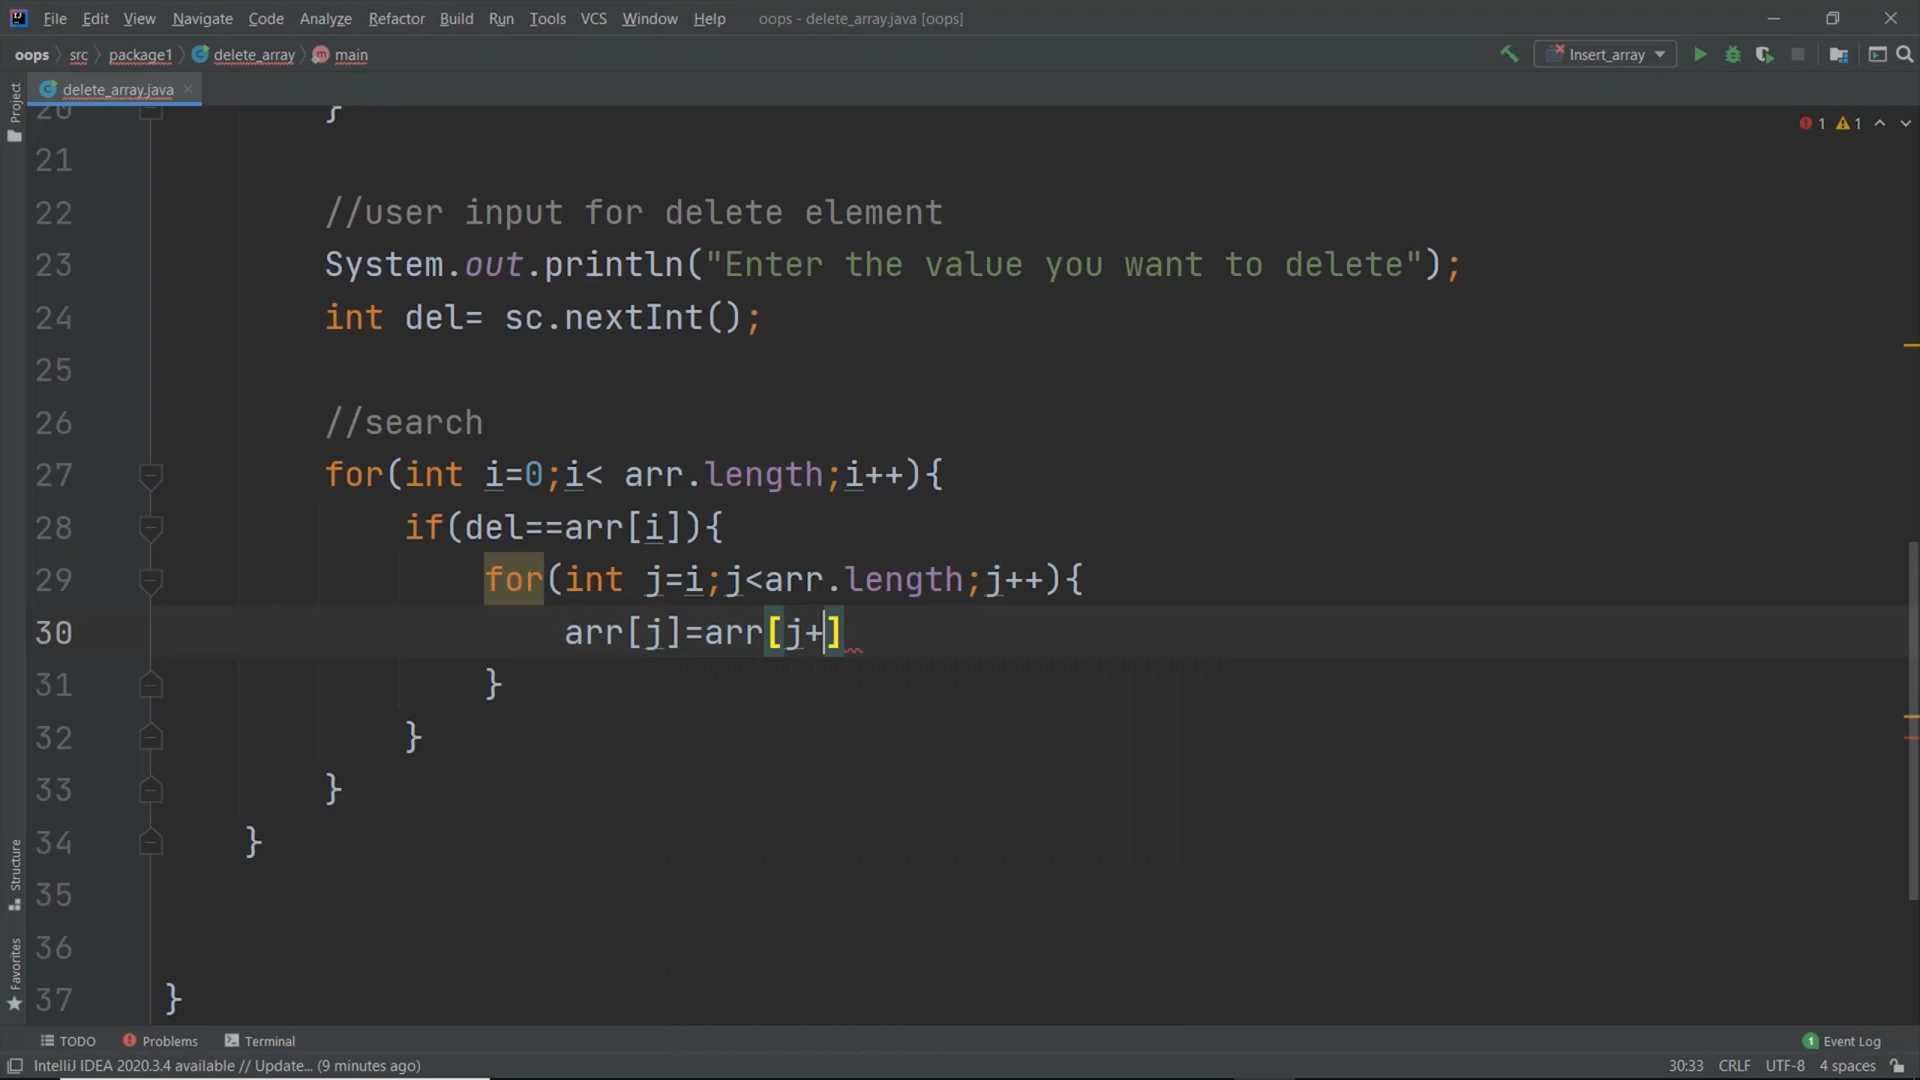 File Edit View Navigate Code Analyze Refactor Build Run Tools VCS Window Help oops - delete_array.java [oops]
oops src package1 delete_array main Insert_array
Project
delete_array.java
1 1
20 }
21
22 //user input for delete element
23 System.out.println("Enter the value you want to delete");
24 int del= sc.nextInt();
25
26 //search
27 for(int i=0;i< arr.length;i++){
28 if(del==arr[i]){
29 for(int j=i;j<arr.length;j++){
30 arr[j]=arr[j+]
31 }
32 }
33 }
34 }
35
36
37 }
Structure
Favorites
TODO Problems Terminal 1 Event Log
IntelliJ IDEA 2020.3.4 available // Update... (9 minutes ago) 30:33 CRLF UTF-8 4 spaces